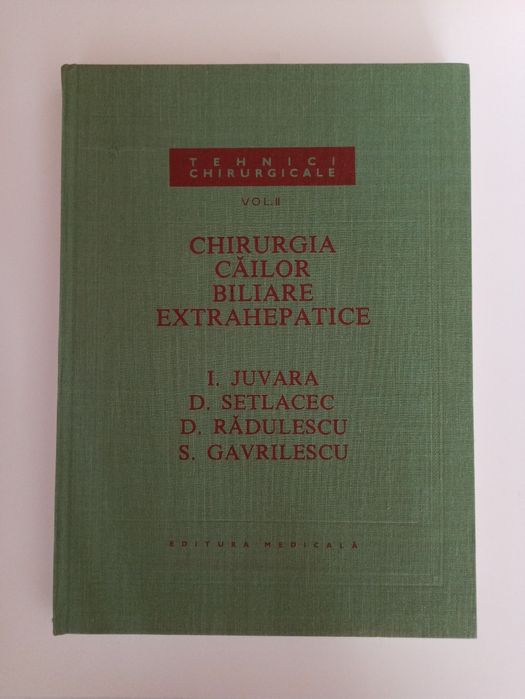 TEHNICI
CHIRURGICALE
VOL. II
CHIRURGIA
CĂILOR
BILIARE
EXTRAHEPATICE
I. JUVARA
D. SETLACEC
D. RĂDULESCU
S. GAVRILESCU
EDITURA MEDICALĂ